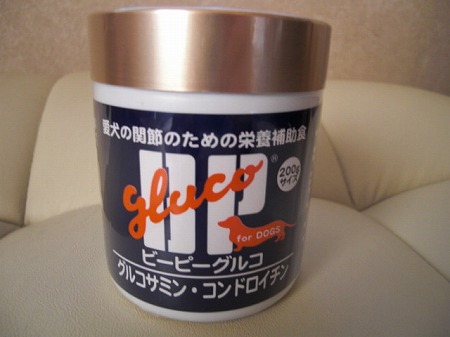 愛犬の関節のための栄養補助食
BP
gluco
®
200g
サイズ
for DOGS
ビーピーグルコ
グルコサミン・コンドロイチン